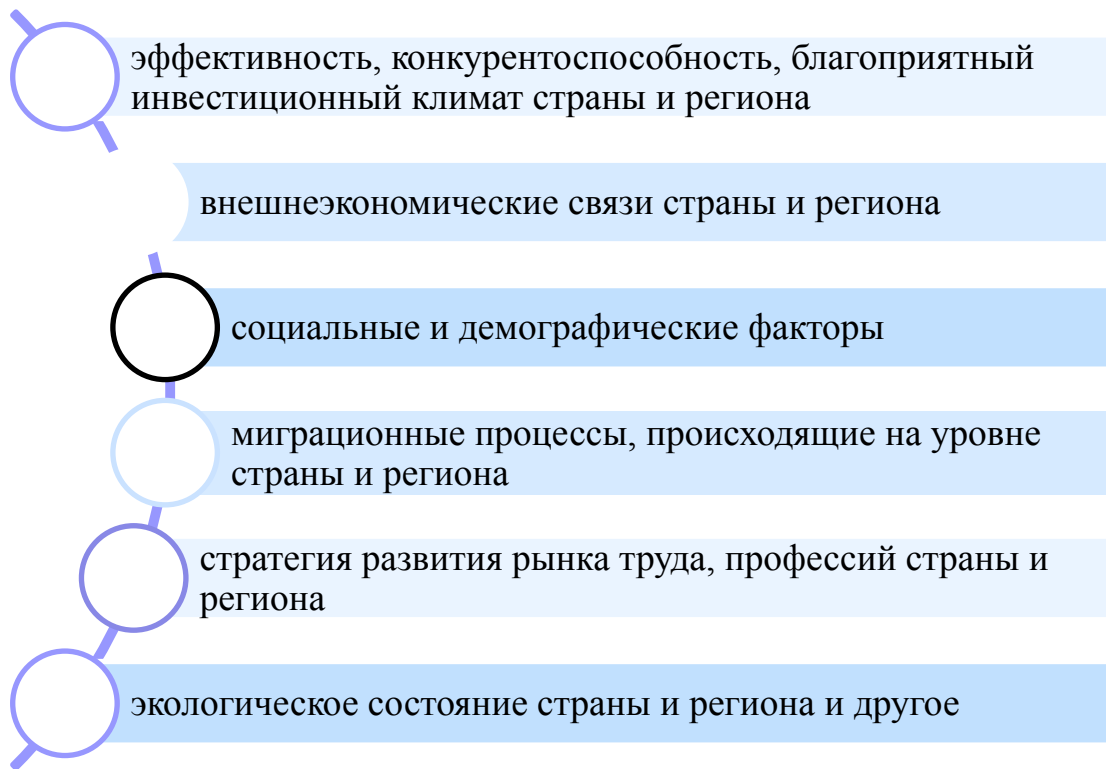 эффективность, конкурентоспособность, благоприятный
инвестиционный климат страны и региона
внешнеэкономические связи страны и региона
социальные и демографические факторы
миграционные процессы, происходящие на уровне
страны и региона
стратегия развития рынка труда, профессий страны и
региона
экологическое состояние страны и региона и другое